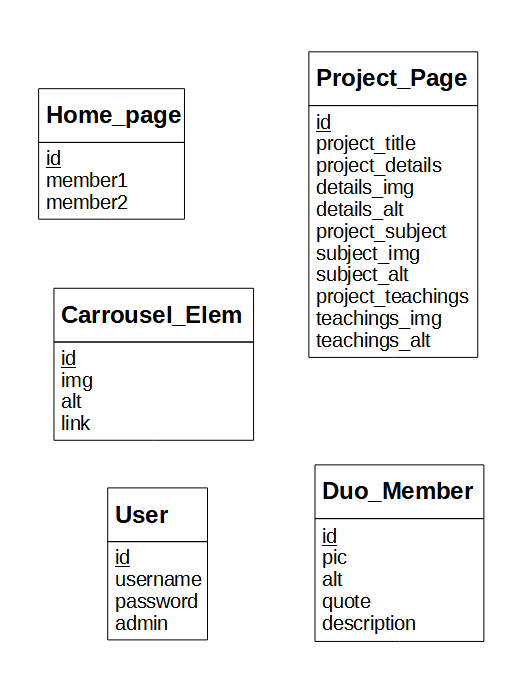 Home_page
id
member1
member2
Project_Page
id
project_title
project_details
details_img
details_alt
project_subject
subject_img
subject_alt
project_teachings
teachings_img
teachings_alt
Carrousel_Elem
id
img
alt
link
User
id
username
password
admin
Duo_Member
id
pic
alt
quote
description